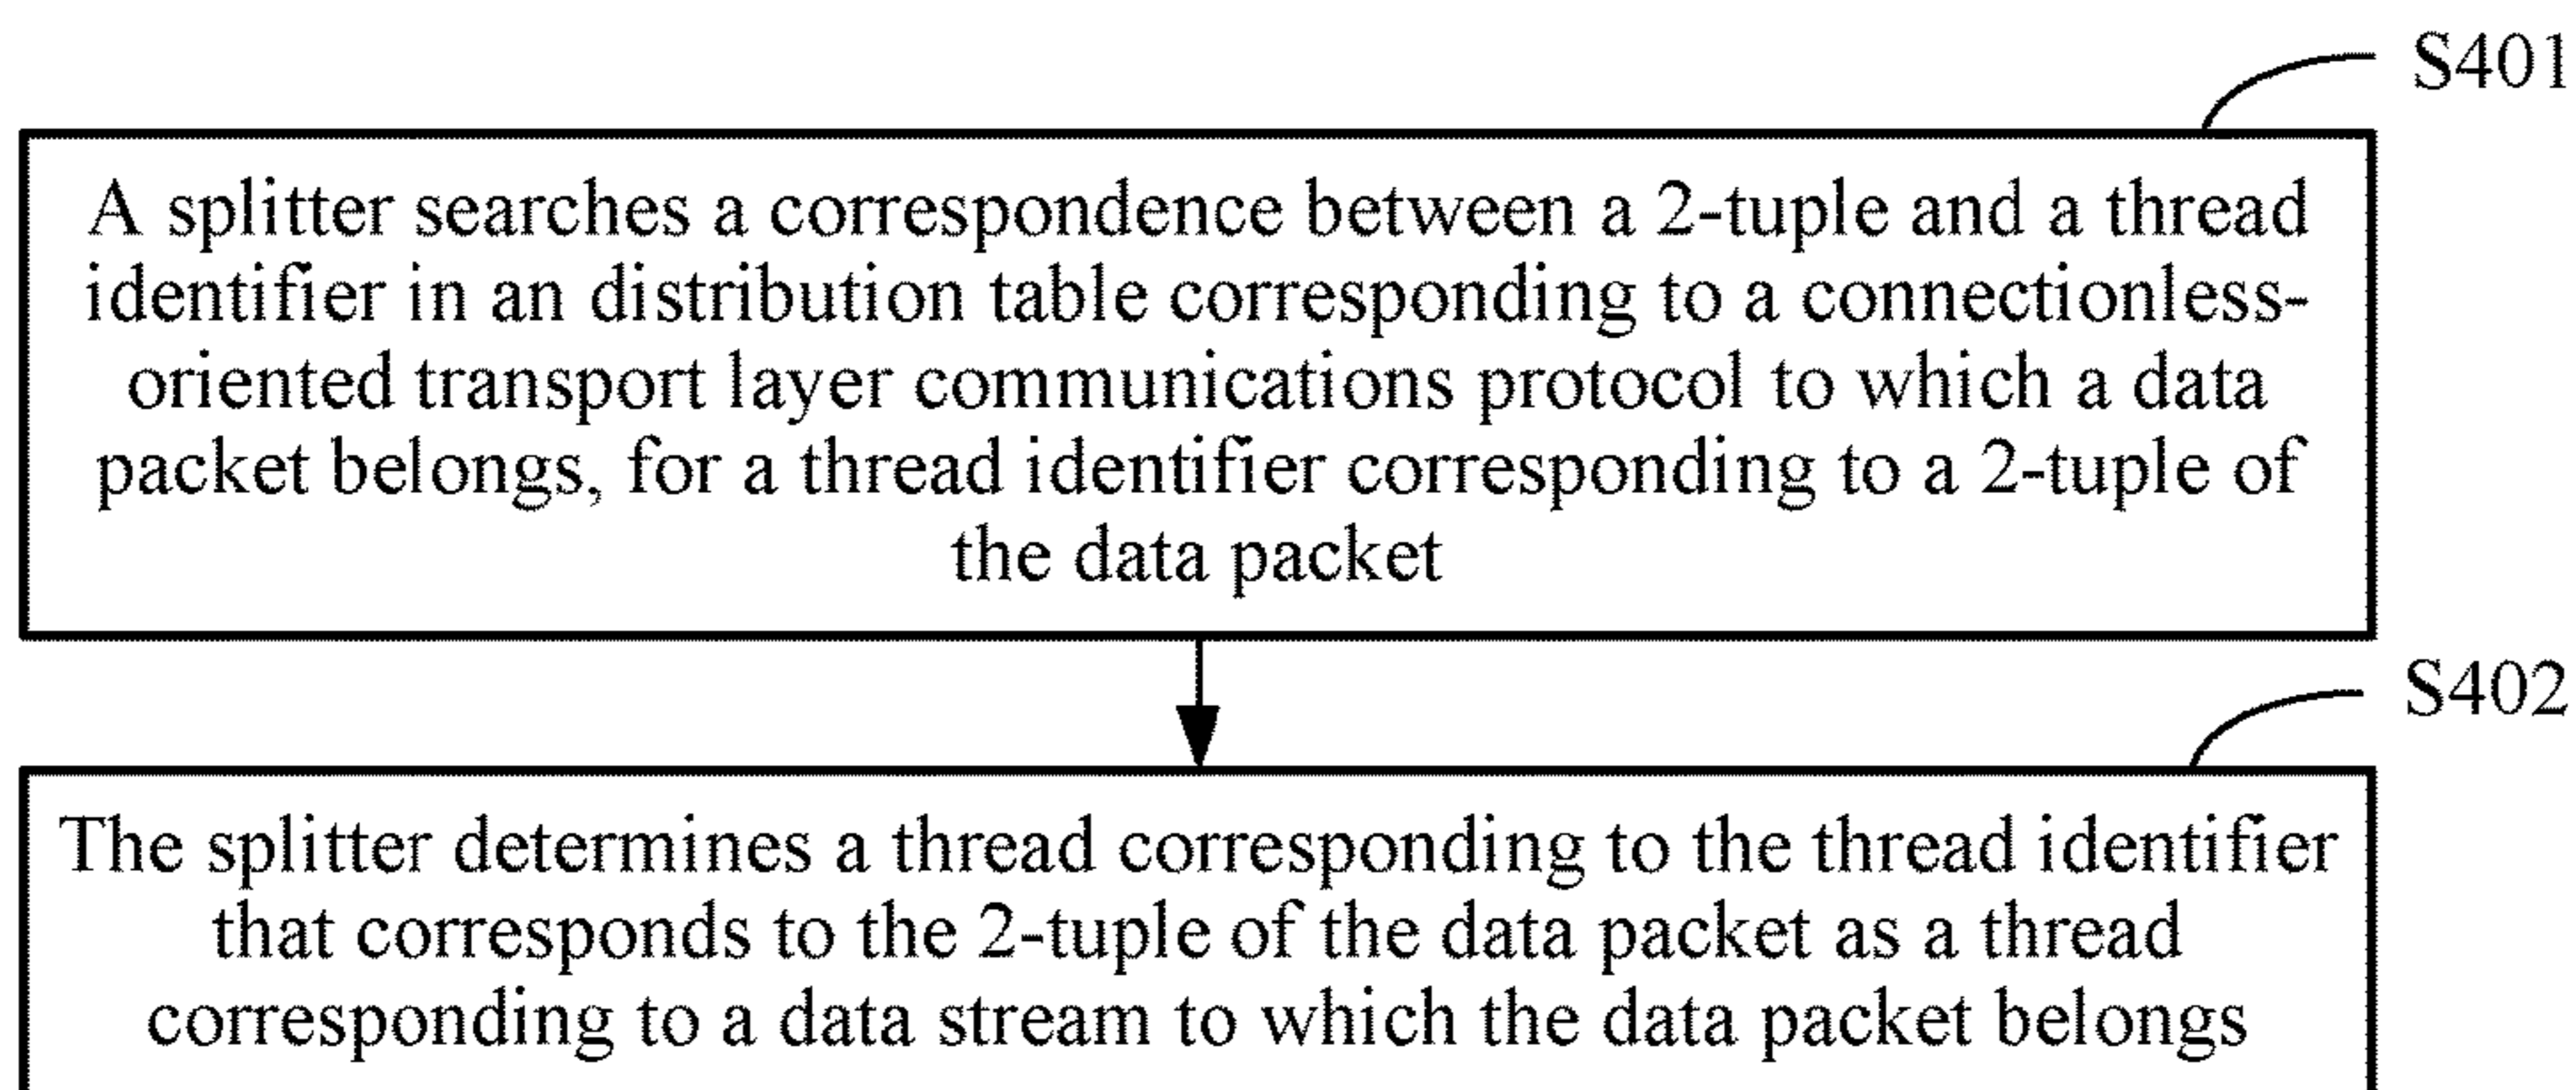 S401
A splitter searches a correspondence between a 2-tuple and a thread
identifier in an distribution table corresponding to a connectionless-
oriented transport layer communications protocol to which a data
packet belongs, for a thread identifier corresponding to a 2-tuple of
the data packet
S402
The splitter determines a thread corresponding to the thread identifier
that corresponds to the 2-tuple of the data packet as a thread
corresponding to a data stream to which the data packet belongs